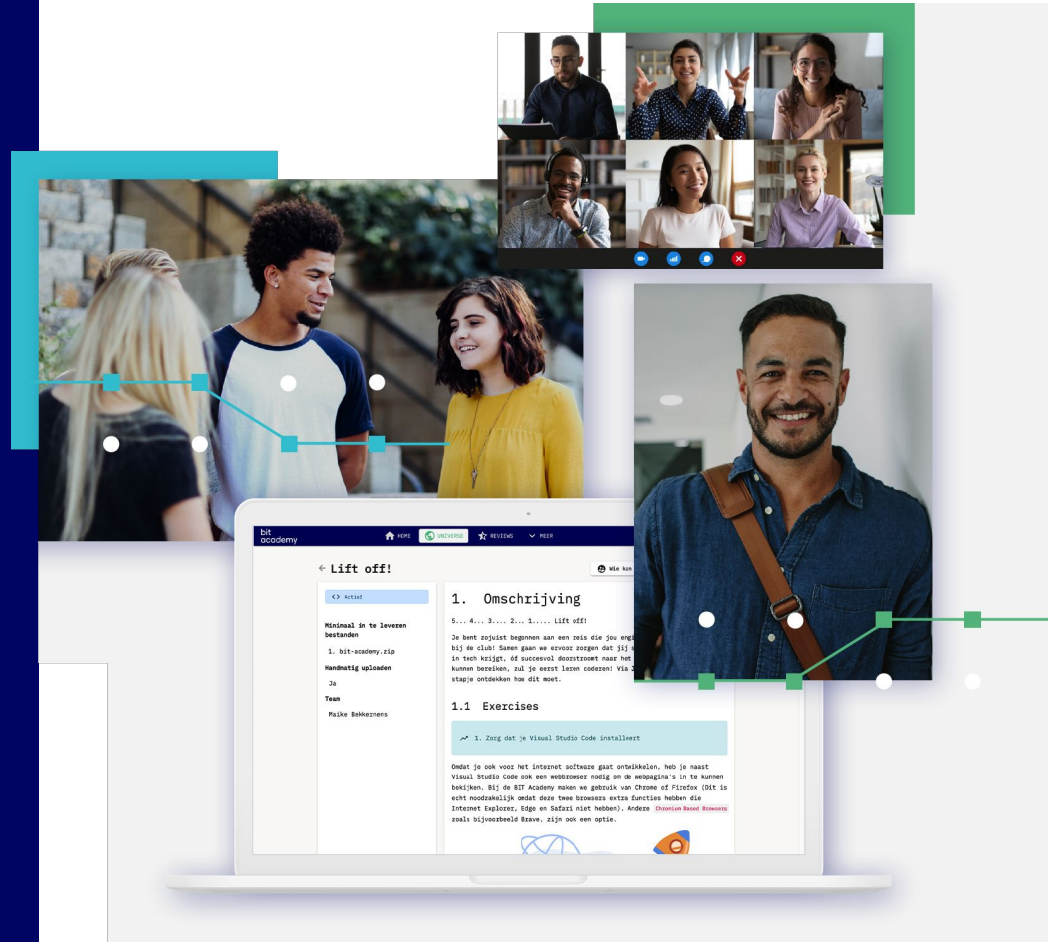 bit
academy
HOME
UNIVERSE
REVIEWS
MEER
← Lift off!
Wie kan
<> Actief
Minimaal in te leveren
bestanden
1. bit-academy.zip
Handmatig uploaden
Ja
Team
Maike Bekkernens
1. Omschrijving
5... 4... 3.... 2... 1..... Lift off!
Je bent zojuist begonnen aan een reis die jou
bij de club! Samen gaan we ervoor zorgen dat jij
in tech krijgt, óf succesvol doorstroomt naar het
kunnen bereiken, zul je eerst leren coderen! Via
stapje ontdekken hoe dit moet.
1.1 Exercises
1. Zorg dat je Visual Studio Code installeert
Omdat je ook voor het internet software gaat ontwikkelen, heb je naast
Visual Studio Code ook een webbrowser nodig om de webpagina's in te kunnen
bekijken. Bij de BIT Academy maken we gebruik van Chrome of Firefox (Dit is
echt noodzakelijk omdat deze twee browsers extra functies hebben die
Internet Explorer, Edge en Safari niet hebben). Andere Chromium Based Browsers
zoals bijvoorbeeld Brave, zijn ook een optie.